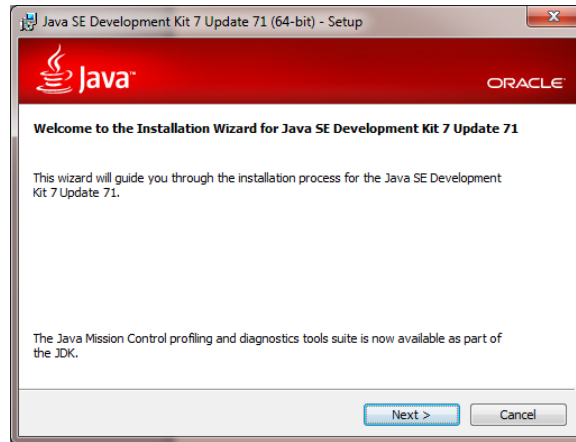 Java SE Development Kit 7 Update 71 (64-bit) - Setup
Java™
ORACLE
Welcome to the Installation Wizard for Java SE Development Kit 7 Update 71
This wizard will guide you through the installation process for the Java SE Development
Kit 7 Update 71.
The Java Mission Control profiling and diagnostics tools suite is now available as part of
the JDK.
Next >
Cancel